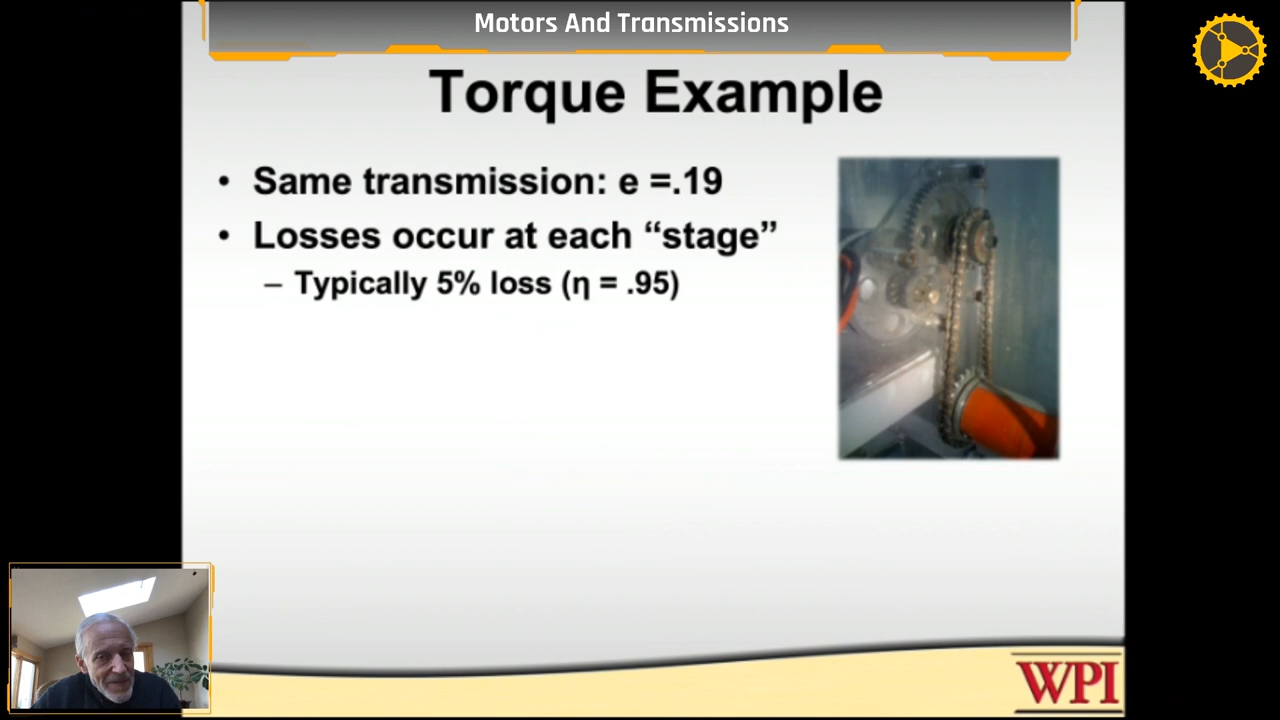 Motors And Transmissions
Torque Example
• Same transmission: e =.19
• Losses occur at each “stage”
– Typically 5% loss (η = .95)
WPI